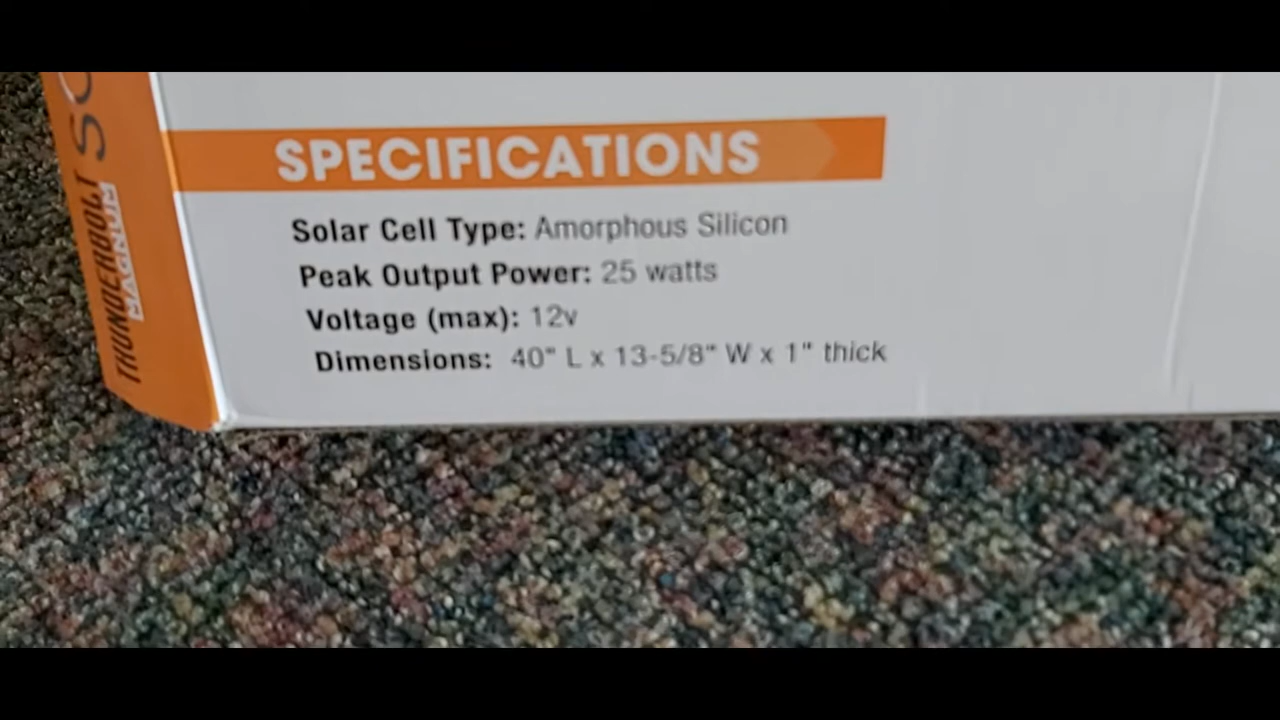 SPECIFICATIONS
Solar Cell Type: Amorphous Silicon
Peak Output Power: 25 watts
Voltage (max): 12v
Dimensions: 40" L x 13-5/8" W x 1" thick
THUNDERBOLT
MAGNUM
SO